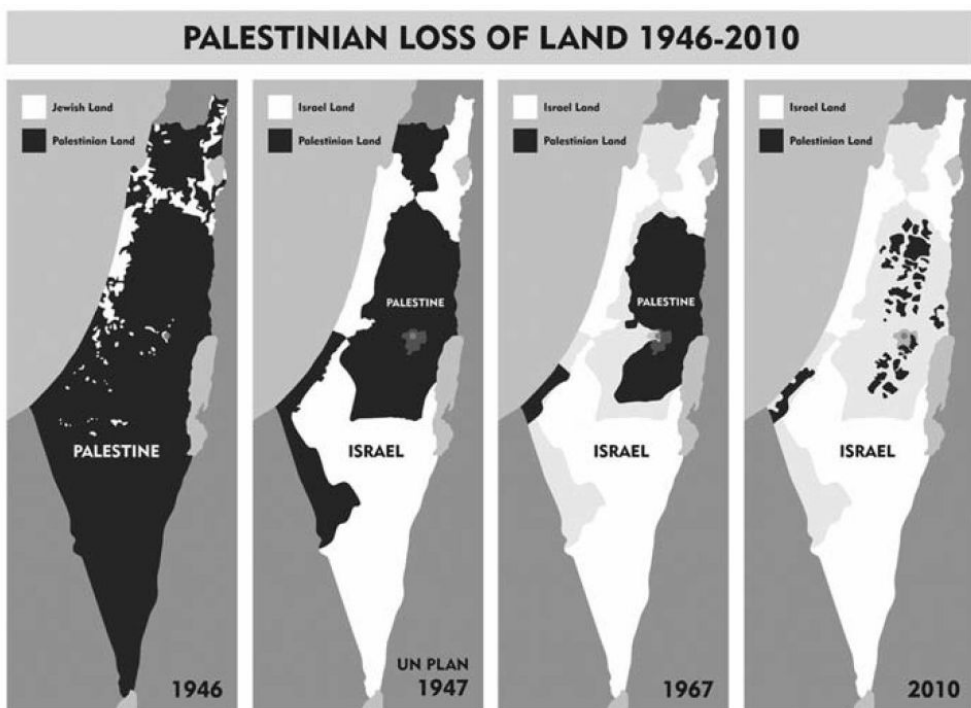 PALESTINIAN LOSS OF LAND 1946-2010
Jewish Land
Palestinian Land
PALESTINE
1946
Israel Land
Palestinian Land
PALESTINE
ISRAEL
UN PLAN
1947
Israel Land
Palestinian Land
PALESTINE
ISRAEL
1967
Israel Land
Palestinian Land
ISRAEL
2010